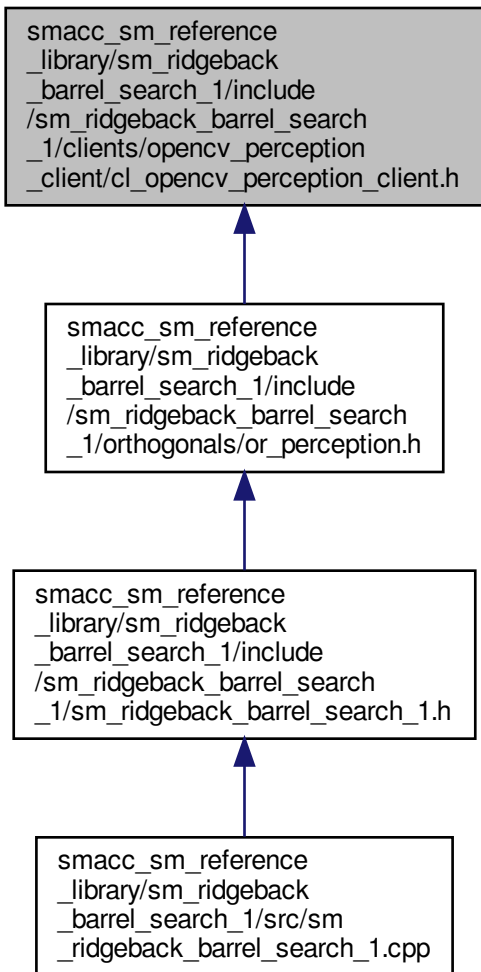 smacc_sm_reference
_library/sm_ridgeback
_barrel_search_1/include
/sm_ridgeback_barrel_search
_1/clients/opencv_perception
_client/cl_opencv_perception_client.h
smacc_sm_reference
_library/sm_ridgeback
_barrel_search_1/include
/sm_ridgeback_barrel_search
_1/orthogonals/or_perception.h
smacc_sm_reference
_library/sm_ridgeback
_barrel_search_1/include
/sm_ridgeback_barrel_search
_1/sm_ridgeback_barrel_search_1.h
smacc_sm_reference
_library/sm_ridgeback
_barrel_search_1/src/sm
_ridgeback_barrel_search_1.cpp